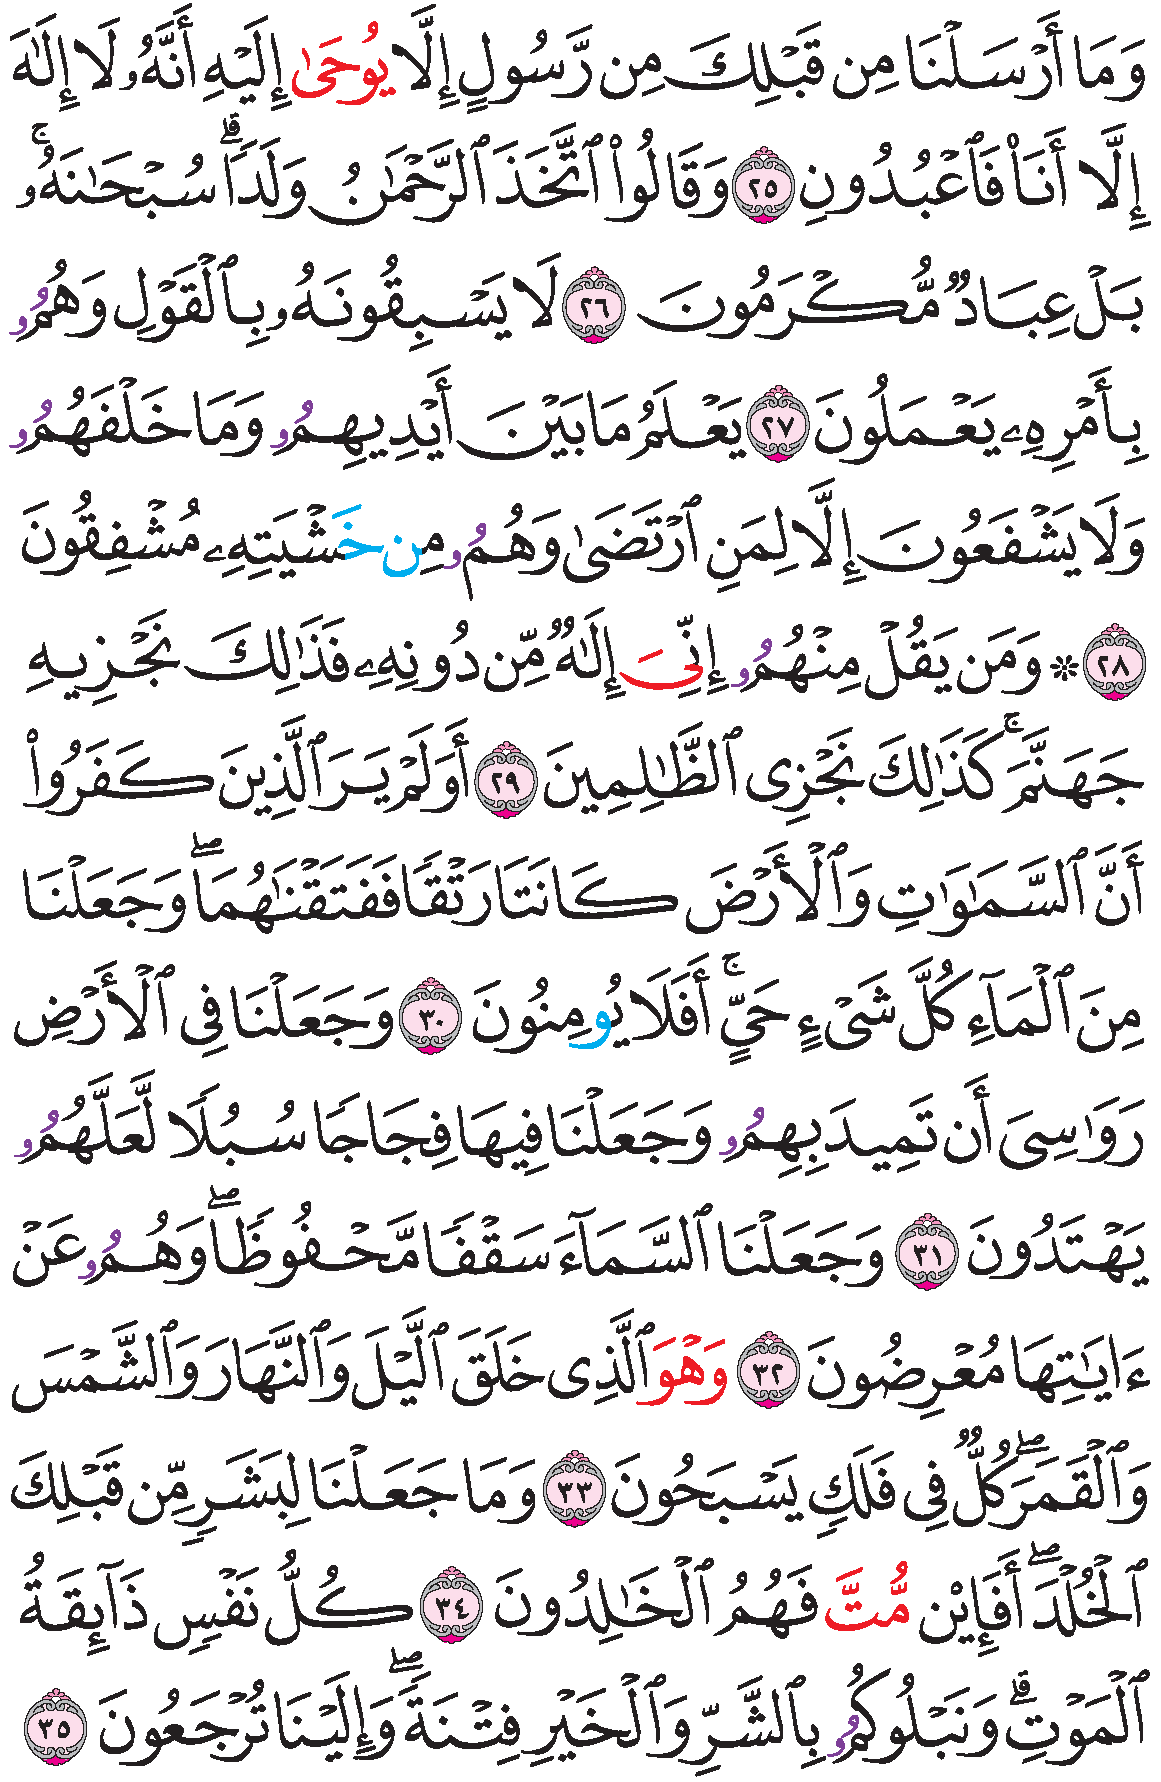 وَمَا أَرْسَلْنَا مِن قَبْلِكَ مِن رَّسُولٍ إِلَّا يُوحَىٰ إِلَيْهِ أَنَّهُۥ لَا إِلَٰهَ
إِلَّا أَنَا۠ فَٱعْبُدُونِ ٢٥ وَقَالُوا۟ ٱتَّخَذَ ٱلرَّحْمَٰنُ وَلَدًا ۗ سُبْحَٰنَهُۥ ۚ
بَلْ عِبَادٌ مُّكْرَمُونَ ٢٦ لَا يَسْبِقُونَهُۥ بِٱلْقَوْلِ وَهُمُۥ
بِأَمْرِهِۦ يَعْمَلُونَ ٢٧ يَعْلَمُ مَا بَيْنَ أَيْدِيهِمُۥ وَمَا خَلْفَهُمُۥ
وَلَا يَشْفَعُونَ إِلَّا لِمَنِ ٱرْتَضَىٰ وَهُمُۥ مِن خَشْيَتِهِۦ مُشْفِقُونَ
٢٨ ۞ وَمَن يَقُلْ مِنْهُمُۥ إِنِّيَ إِلَٰهٌ مِّن دُونِهِۦ فَذَٰلِكَ نَجْزِيهِ
جَهَنَّمَ ۚ كَذَٰلِكَ نَجْزِى ٱلظَّٰلِمِينَ ٢٩ أَوَلَمْ يَرَ ٱلَّذِينَ كَفَرُوا۟
أَنَّ ٱلسَّمَٰوَٰتِ وَٱلْأَرْضَ كَانَتَا رَتْقًا فَفَتَقْنَٰهُمَا ۖ وَجَعَلْنَا
مِنَ ٱلْمَآءِ كُلَّ شَىْءٍ حَيٍّ ۚ أَفَلَا يُومِنُونَ ٣٠ وَجَعَلْنَا فِى ٱلْأَرْضِ
رَوَٰسِىَ أَن تَمِيدَ بِهِمُۥ وَجَعَلْنَا فِيهَا فِجَاجًا سُبُلًا لَّعَلَّهُمُۥ
يَهْتَدُونَ ٣١ وَجَعَلْنَا ٱلسَّمَآءَ سَقْفًا مَّحْفُوظًا ۖ وَهُمُۥ عَنْ
ءَايَٰتِهَا مُعْرِضُونَ ٣٢ وَهْوَ ٱلَّذِى خَلَقَ ٱلَّيْلَ وَٱلنَّهَارَ وَٱلشَّمْسَ
وَٱلْقَمَرَ ۖ كُلٌّ فِى فَلَكٍ يَسْبَحُونَ ٣٣ وَمَا جَعَلْنَا لِبَشَرٍ مِّن قَبْلِكَ
ٱلْخُلْدَ ۖ أَفَإِي۟ن مُّتَّ فَهُمُ ٱلْخَٰلِدُونَ ٣٤ كُلُّ نَفْسٍ ذَآئِقَةُ
ٱلْمَوْتِ ۗ وَنَبْلُوكُمُۥ بِٱلشَّرِّ وَٱلْخَيْرِ فِتْنَةً ۖ وَإِلَيْنَا تُرْجَعُونَ ٣٥